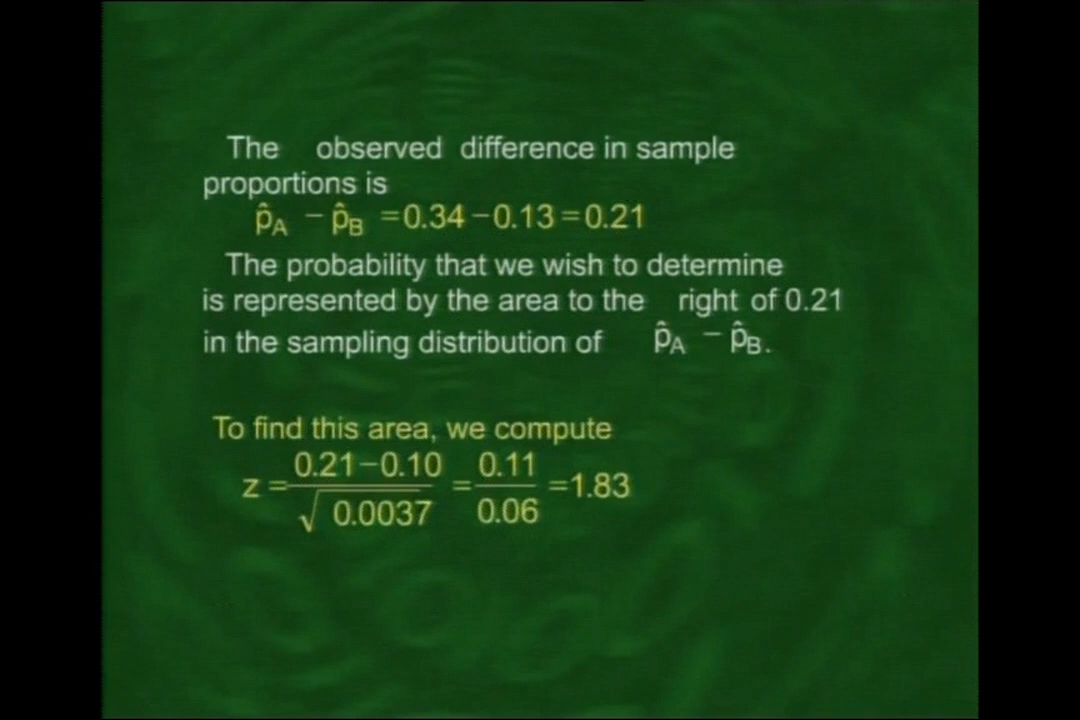 The observed difference in sample
proportions is
p̂A − p̂B = 0.34 − 0.13 = 0.21
The probability that we wish to determine
is represented by the area to the right of 0.21
in the sampling distribution of p̂A − p̂B.
To find this area, we compute
z = (0.21−0.10)/√0.0037 = 0.11/0.06 = 1.83